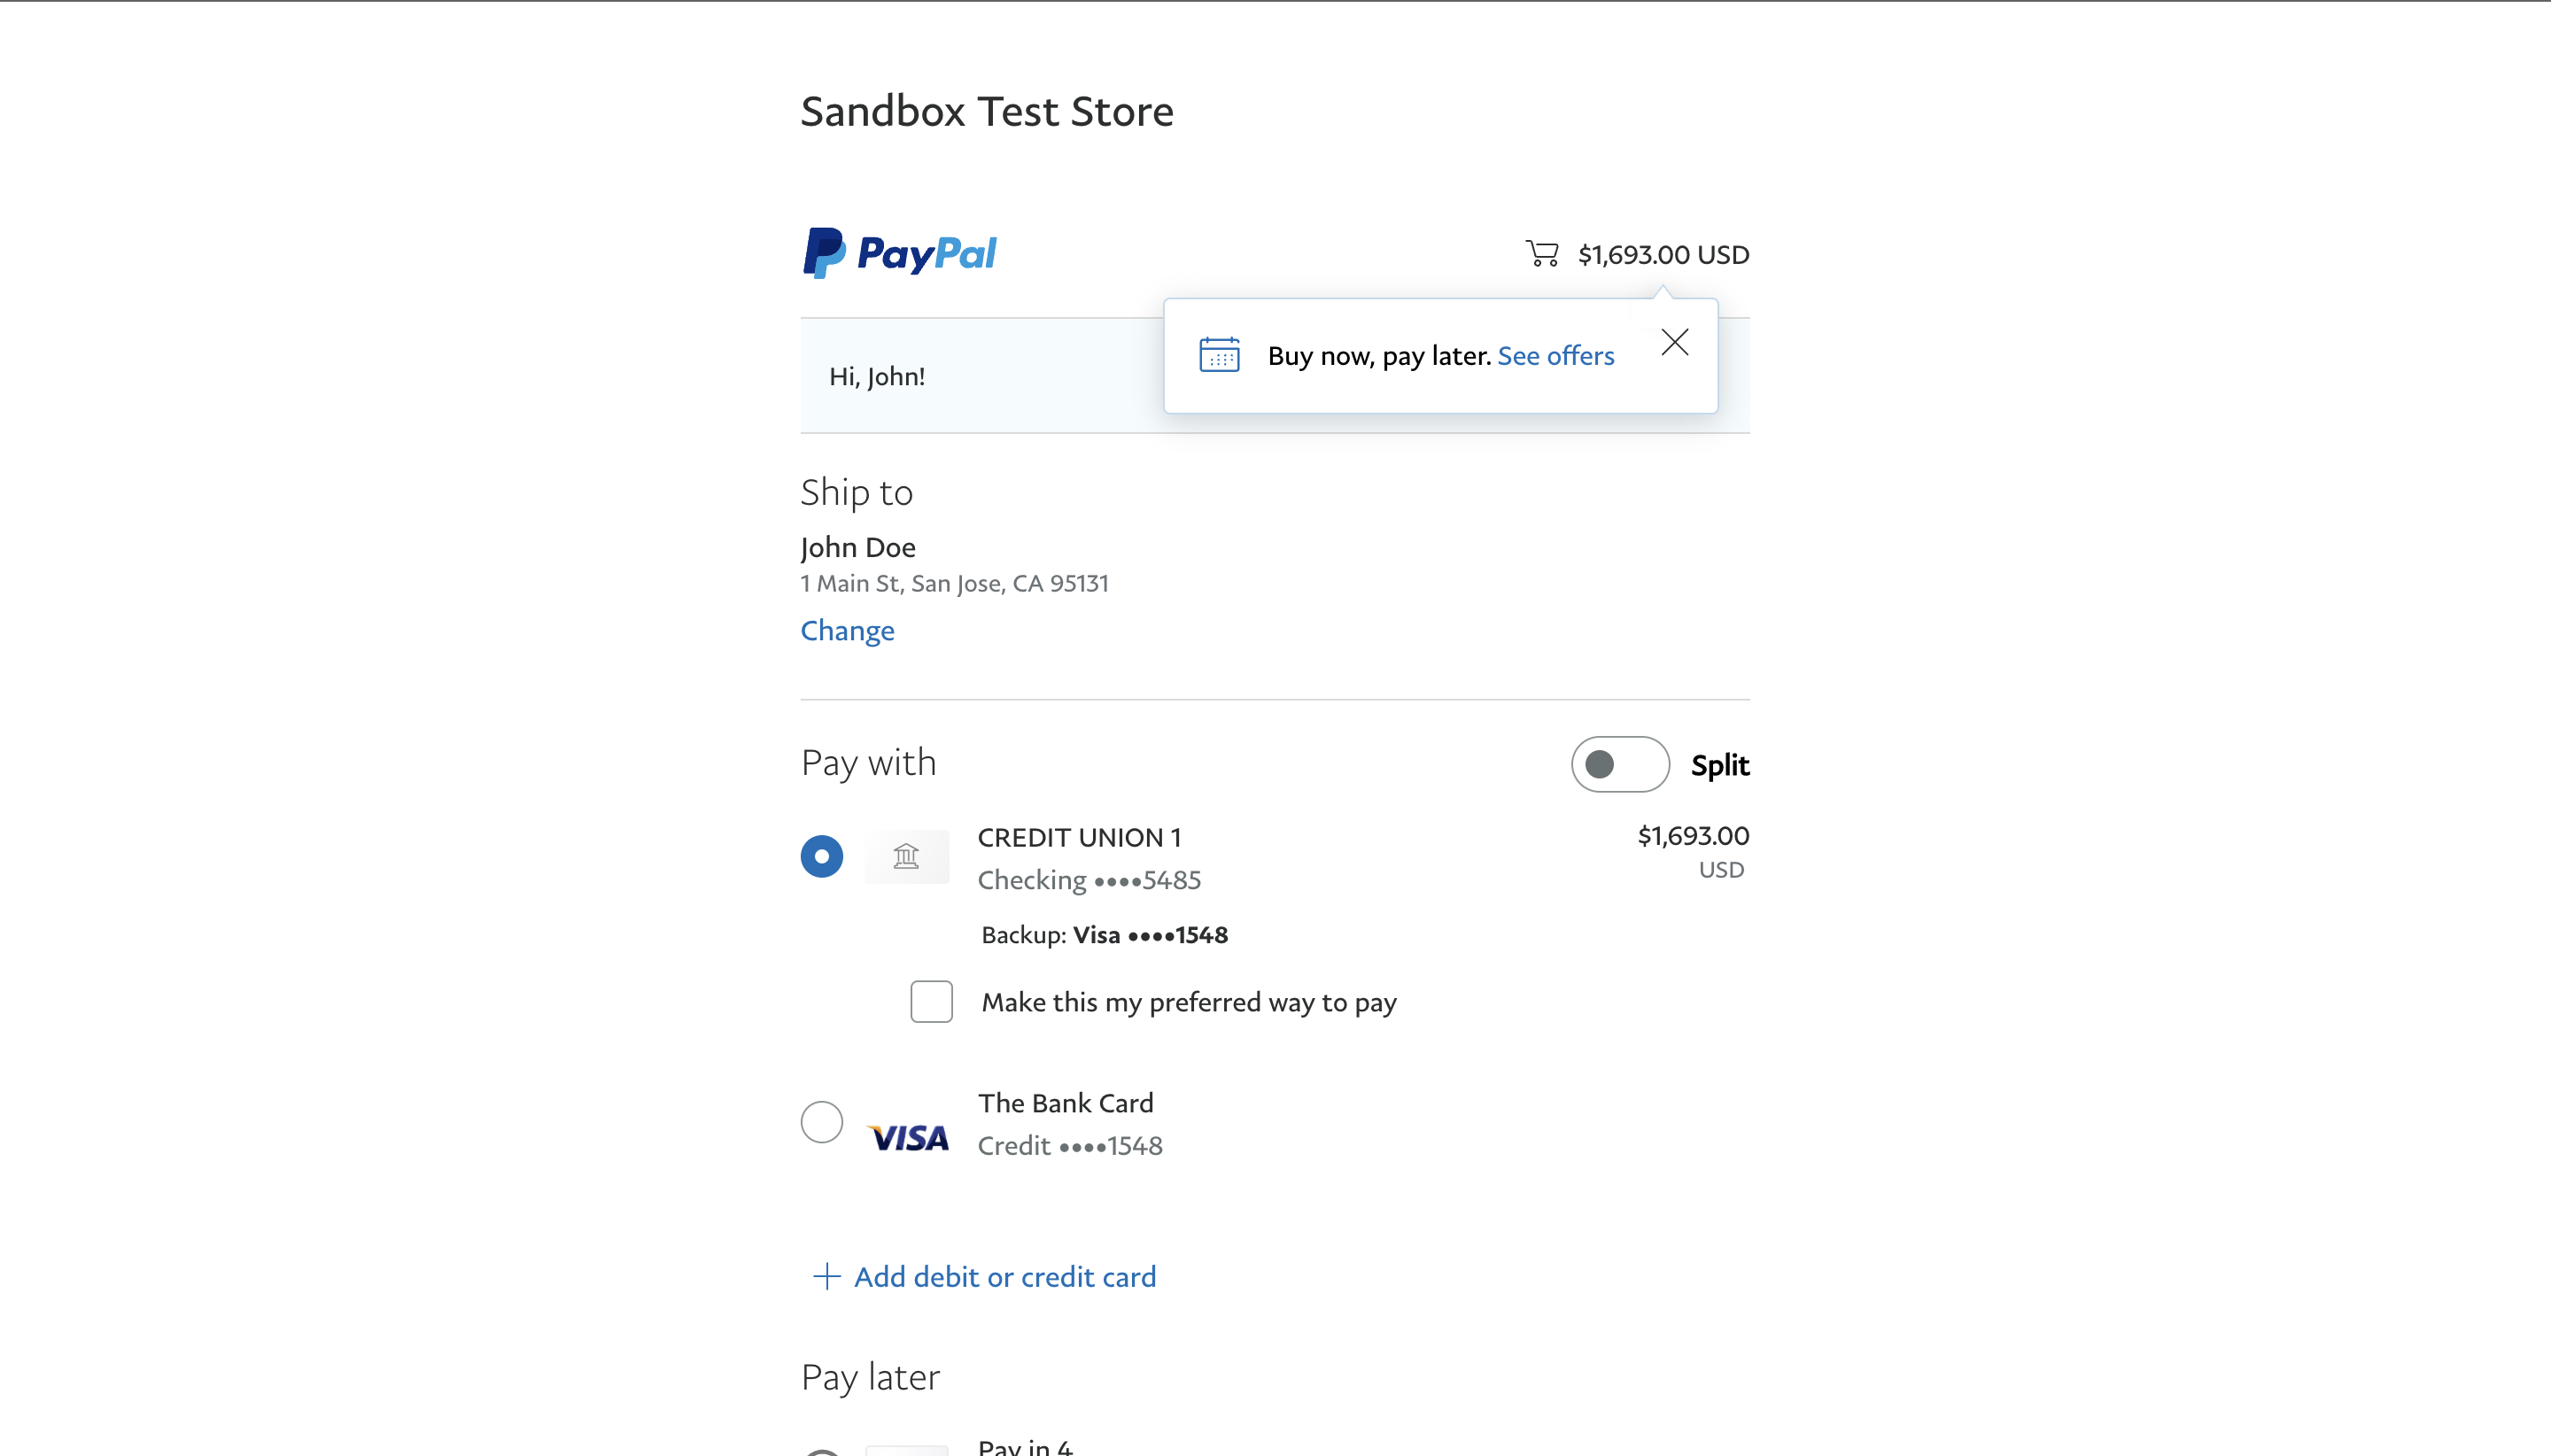 Sandbox Test Store
PayPal
$1,693.00 USD
Buy now, pay later. See offers
Hi, John!
Ship to
John Doe
1 Main St, San Jose, CA 95131
Change
Pay with
Split
CREDIT UNION 1
$1,693.00
USD
Checking ••••5485
Backup: Visa ••••1548
Make this my preferred way to pay
The Bank Card
VISA
Credit ••••1548
+ Add debit or credit card
Pay later
Pay in 4